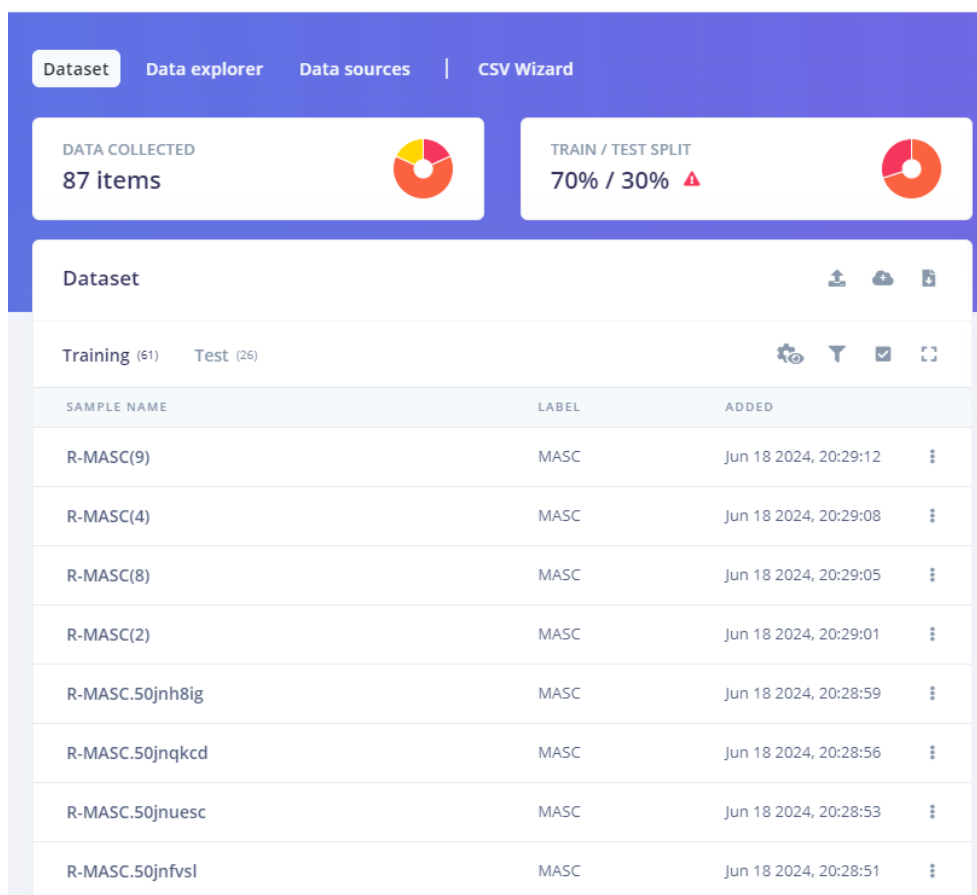 Dataset Data explorer Data sources | CSV Wizard
DATA COLLECTED
87 items
TRAIN / TEST SPLIT
70% / 30%
Dataset
Training (61) Test (26)
SAMPLE NAME LABEL ADDED
R-MASC(9) MASC Jun 18 2024, 20:29:12
R-MASC(4) MASC Jun 18 2024, 20:29:08
R-MASC(8) MASC Jun 18 2024, 20:29:05
R-MASC(2) MASC Jun 18 2024, 20:29:01
R-MASC.50jnh8ig MASC Jun 18 2024, 20:28:59
R-MASC.50jnqkcd MASC Jun 18 2024, 20:28:56
R-MASC.50jnuesc MASC Jun 18 2024, 20:28:53
R-MASC.50jnfvsl MASC Jun 18 2024, 20:28:51